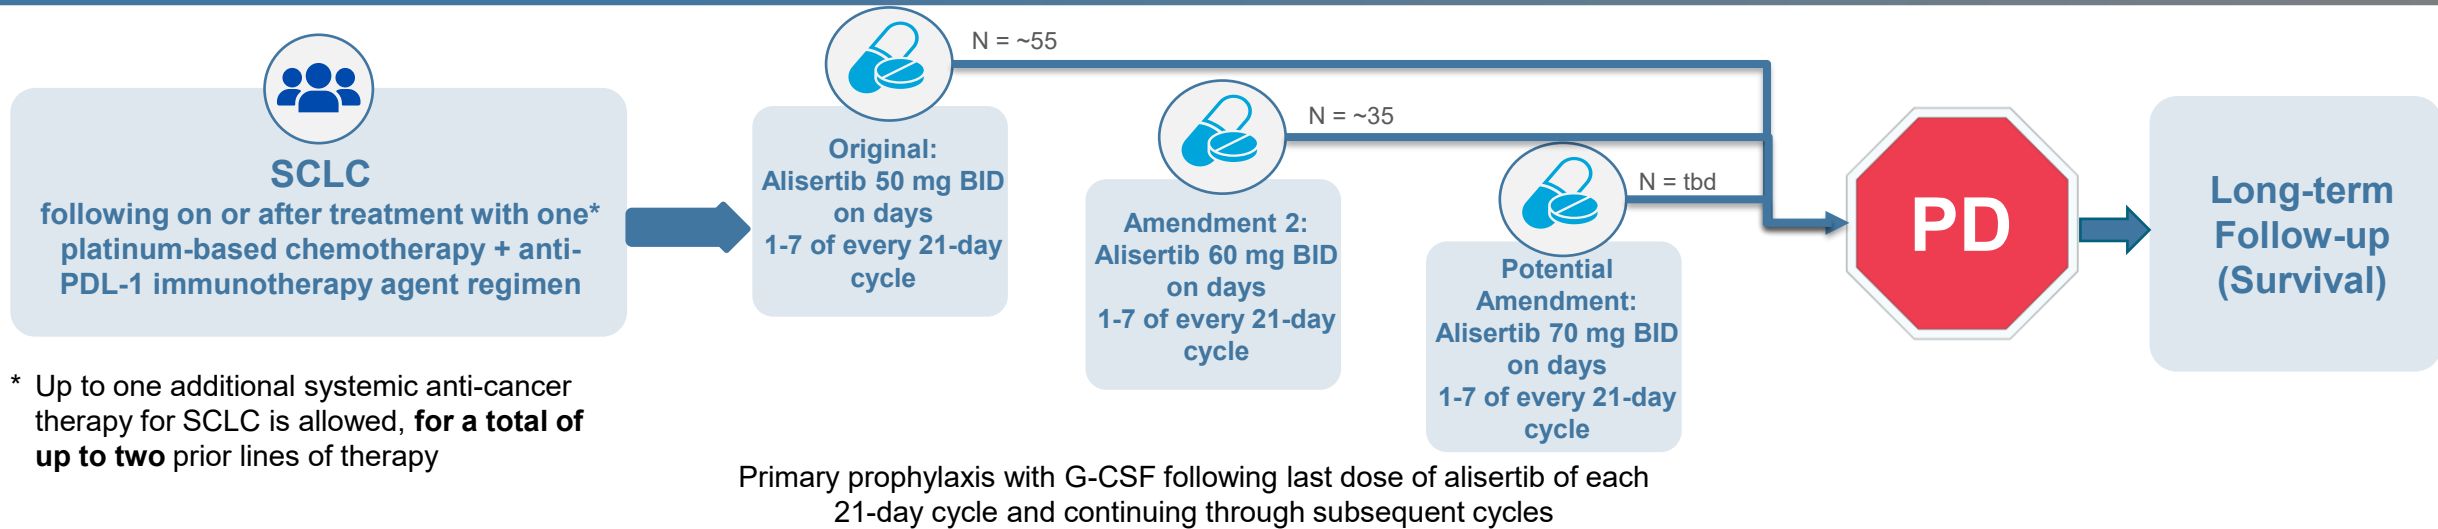 SCLC
following on or after treatment with one*
platinum-based chemotherapy + anti-
PDL-1 immunotherapy agent regimen
* Up to one additional systemic anti-cancer
therapy for SCLC is allowed, for a total of
up to two prior lines of therapy
N = ~55
Original:
Alisertib 50 mg BID
on days
1-7 of every 21-day
cycle
N = ~35
Amendment 2:
Alisertib 60 mg BID
on days
1-7 of every 21-day
cycle
N = tbd
Potential
Amendment:
Alisertib 70 mg BID
on days
1-7 of every 21-day
cycle
Primary prophylaxis with G-CSF following last dose of alisertib of each
21-day cycle and continuing through subsequent cycles
PD
Long-term
Follow-up
(Survival)